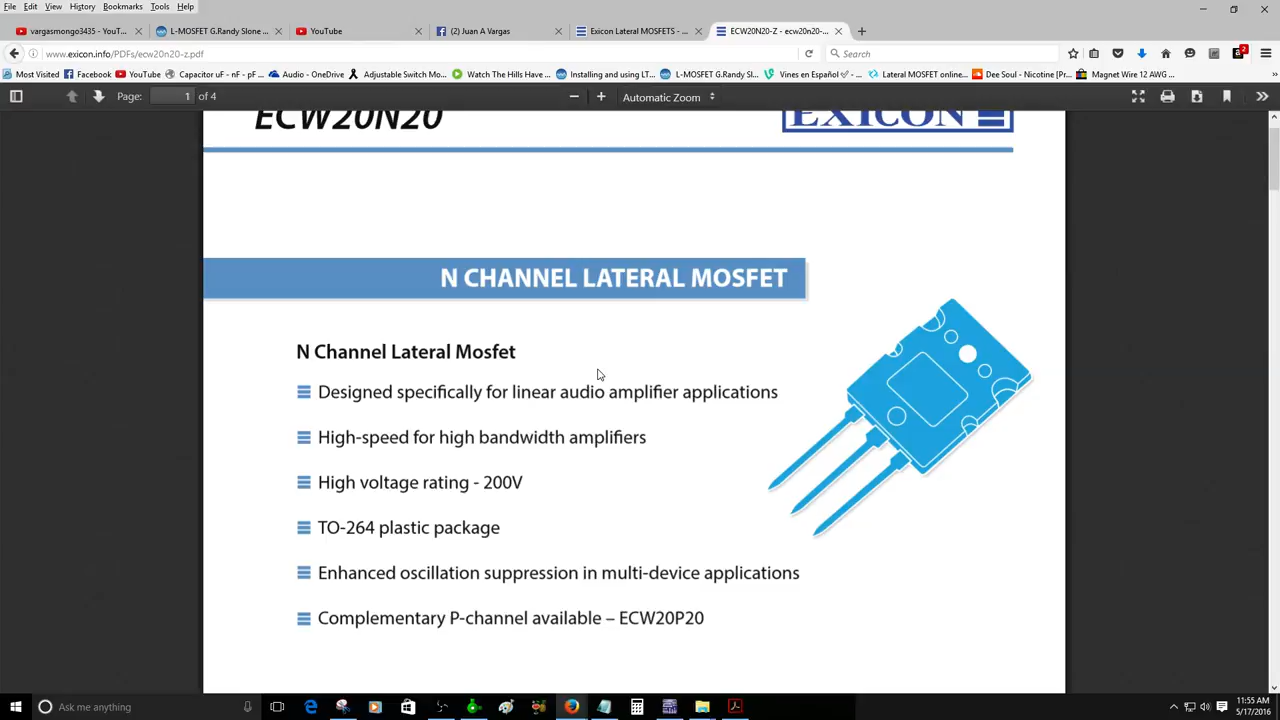 File Edit View History Bookmarks Tools Help
vargasmongo3435 - YouT... L-MOSFET G.Randy Slone ... YouTube (2) Juan A Vargas Exicon Lateral MOSFETS - ... ECW20N20-Z - ecw20n20-...
www.exicon.info/PDFs/ecw20n20-z.pdf Search 2
Most Visited Facebook YouTube Capacitor uF - nF - pF ... Audio - OneDrive Adjustable Switch Mo... Watch The Hills Have ... Installing and using LT... L-MOSFET G.Randy Sl... Vines en Español ✅ -... Lateral MOSFET online... Dee Soul - Nicotine [Pr... Magnet Wire 12 AWG ...
Page: 1 of 4 Automatic Zoom
ECW20N20 EXICON
N CHANNEL LATERAL MOSFET
N Channel Lateral Mosfet
Designed specifically for linear audio amplifier applications
High-speed for high bandwidth amplifiers
High voltage rating - 200V
TO-264 plastic package
Enhanced oscillation suppression in multi-device applications
Complementary P-channel available – ECW20P20
Ask me anything
11:55 AM
5/17/2016